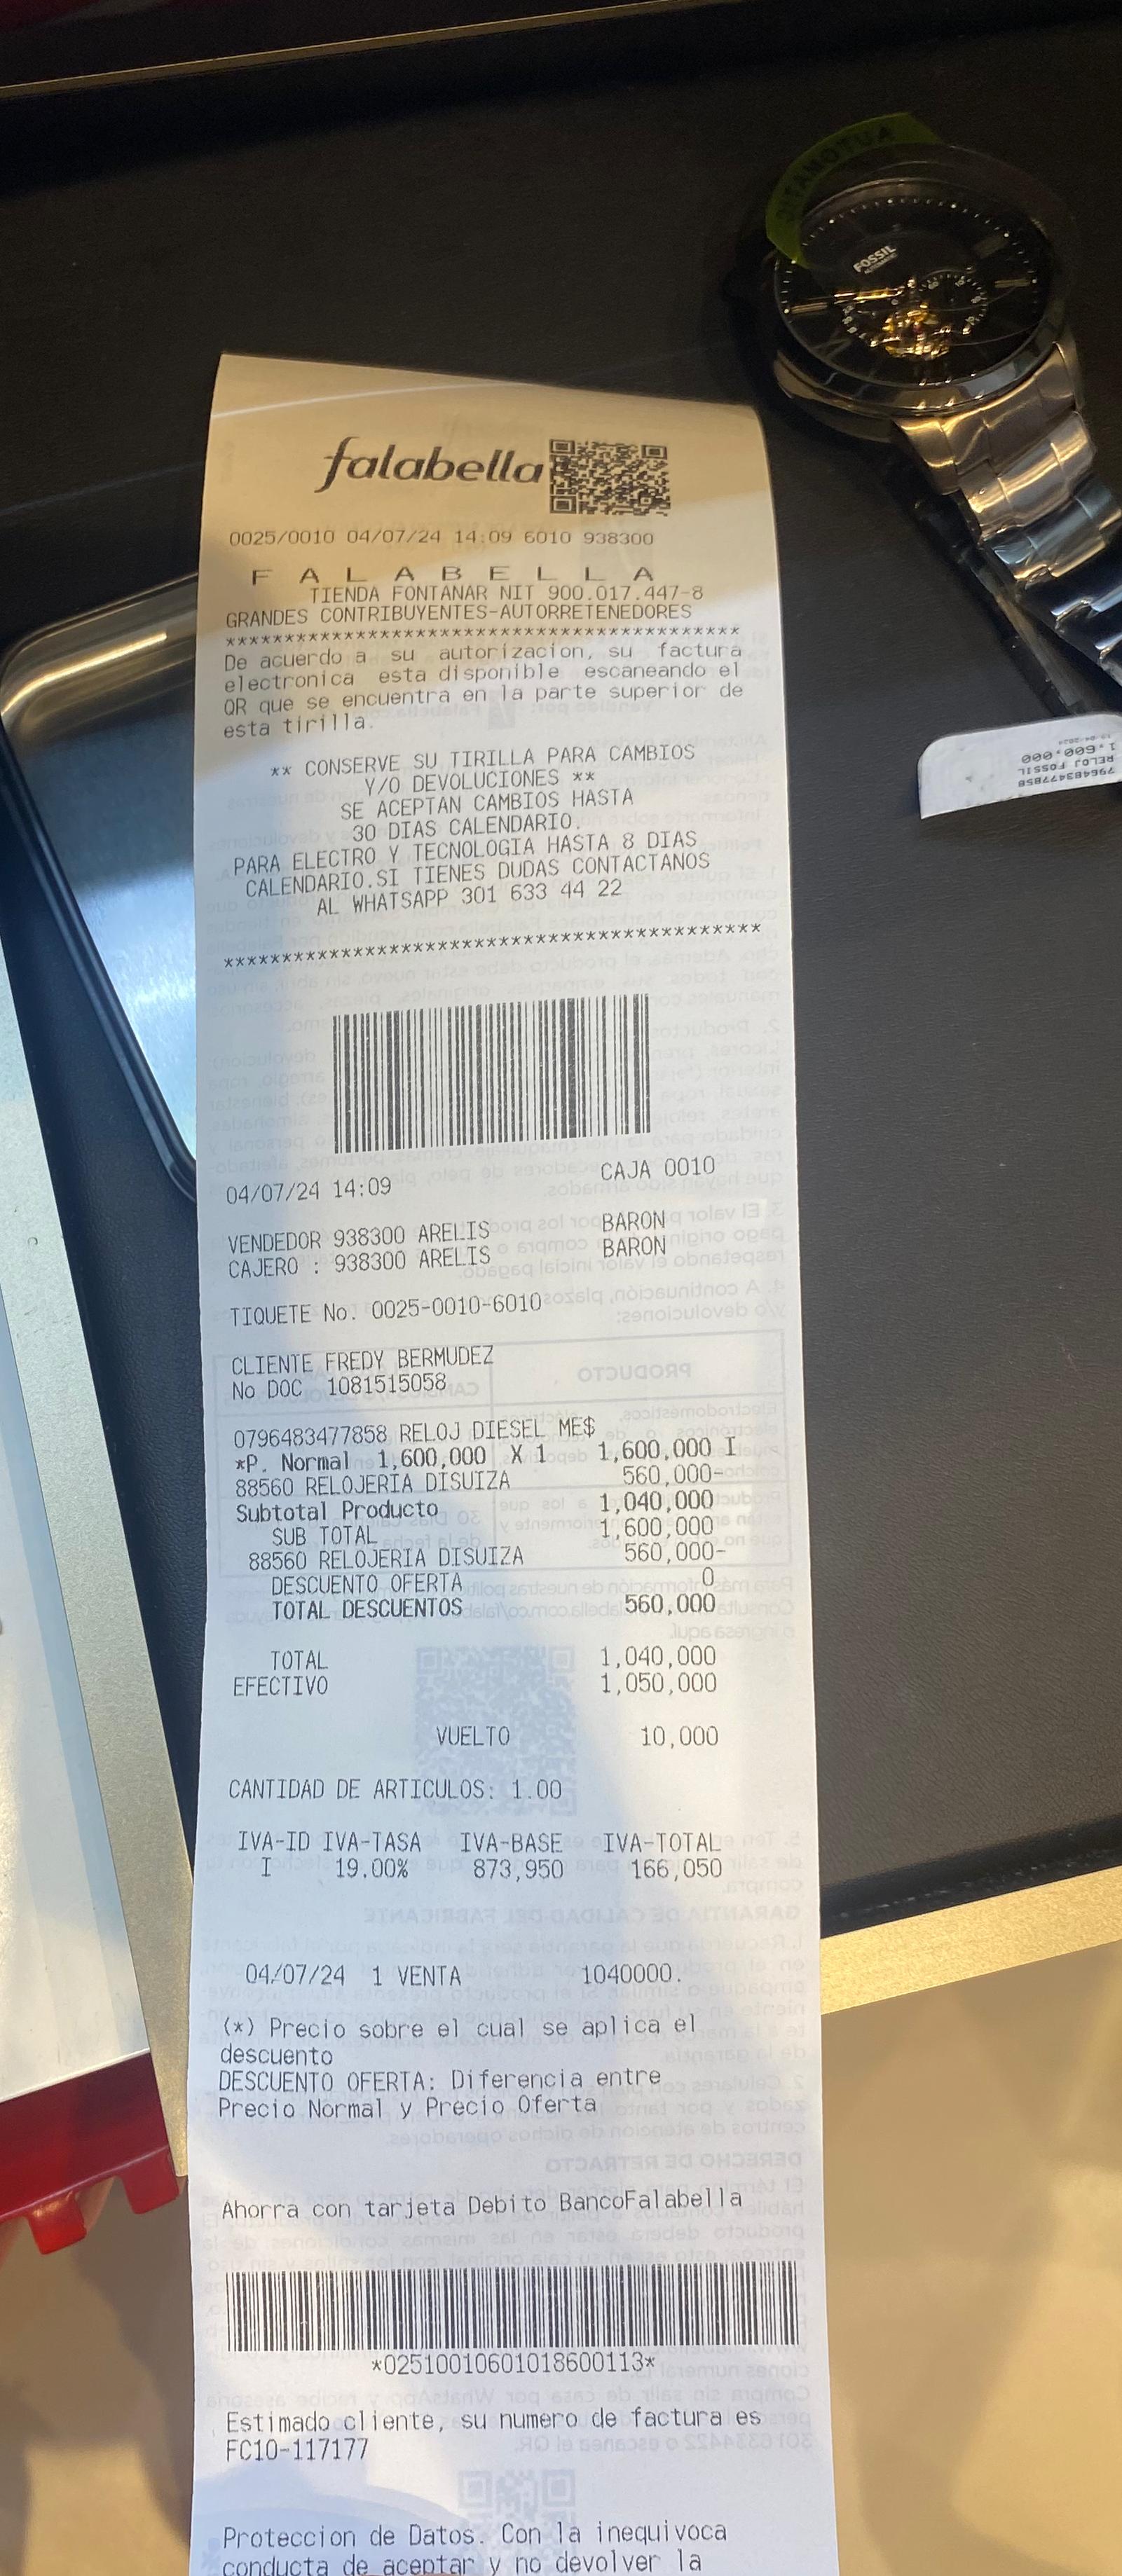 AUTOMATIC
FOSSIL
AUTOMATIC
falabella
0025/0010 04/07/24 14:09 6010 938300
F A L A B E L L A
TIENDA FONTANAR NIT 900.017.447-8
GRANDES CONTRIBUYENTES-AUTORRETENEDORES
********************************************
De acuerdo a su autorizacion, su factura
electronica esta disponible escaneando el
QR que se encuentra en la parte superior de
esta tirilla.
** CONSERVE SU TIRILLA PARA CAMBIOS
Y/O DEVOLUCIONES **
SE ACEPTAN CAMBIOS HASTA
30 DIAS CALENDARIO.
PARA ELECTRO Y TECNOLOGIA HASTA 8 DIAS
CALENDARIO.SI TIENES DUDAS CONTACTANOS
AL WHATSAPP 301 633 44 22
********************************************
796483477858
RELOJ FOSSIL
1.600.000
04/07/24 14:09 CAJA 0010
VENDEDOR 938300 ARELIS BARON
CAJERO : 938300 ARELIS BARON
TIQUETE No. 0025-0010-6010
CLIENTE FREDY BERMUDEZ
No DOC 1081515058
0796483477858 RELOJ DIESEL ME$
*P. Normal 1,600,000 X 1 1,600,000 I
88560 RELOJERIA DISUIZA 560,000-
Subtotal Producto 1,040,000
SUB TOTAL 1,600,000
88560 RELOJERIA DISUIZA 560,000-
DESCUENTO OFERTA 0
TOTAL DESCUENTOS 560,000
TOTAL 1,040,000
EFECTIVO 1,050,000
VUELTO 10,000
CANTIDAD DE ARTICULOS: 1.00
IVA-ID IVA-TASA IVA-BASE IVA-TOTAL
I 19.00% 873,950 166,050
04/07/24 1 VENTA 1040000.
(*) Precio sobre el cual se aplica el
descuento
DESCUENTO OFERTA: Diferencia entre
Precio Normal y Precio Oferta
Ahorra con tarjeta Debito BancoFalabella
*02510010601018600113*
Estimado cliente, su numero de factura es
FC10-117177
Proteccion de Datos. Con la inequivoca
conducta de aceptar y no devolver la